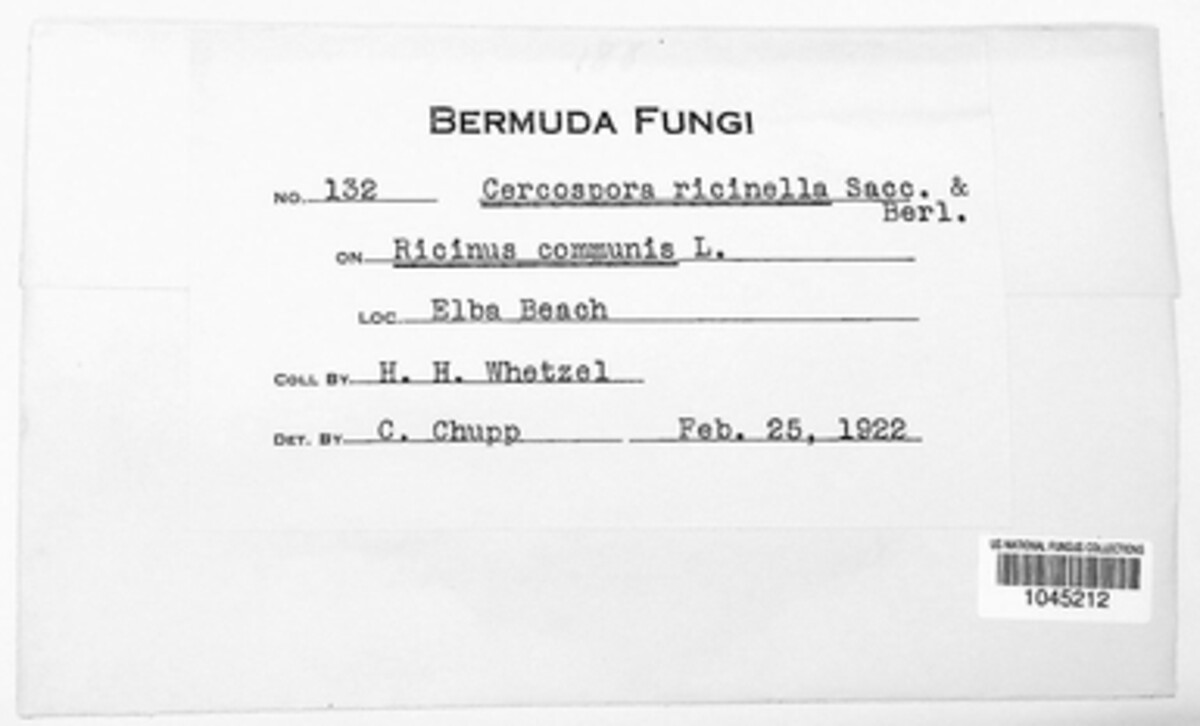 BERMUDA FUNGI
NO. 132 Cercospora ricinella Sacc. &
Berl.
ON Ricinus communis L.
LOC Elba Beach
COLL BY H. H. Whetzel
DET. BY C. Chupp Feb. 25, 1922
US NATIONAL FUNGUS COLLECTIONS
1045212